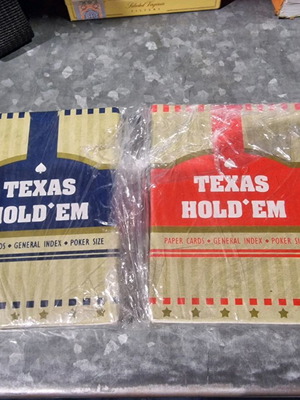 TEXAS
HOLD'EM
DS • GENERAL INDEX • POKER SIZE
TEXAS
HOLD'EM
PAPER CARDS • GENERAL INDEX • POKER SIZE